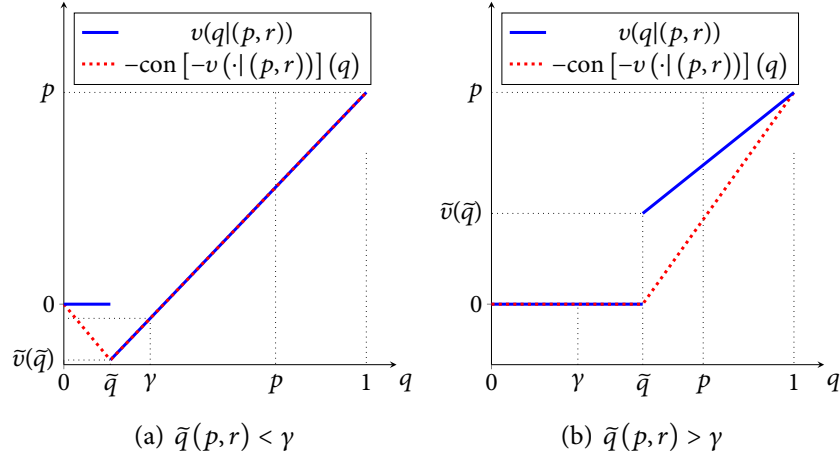 υ(q|(p, r))
−con [−υ (·| (p, r))] (q)
p
0
υ̃(q̃)
0 q̃ γ p 1 q
(a) q̃(p, r) < γ
υ(q|(p, r))
−con [−υ (·| (p, r))] (q)
p
υ̃(q̃)
0
0 γ q̃ p 1 q
(b) q̃(p, r) > γ